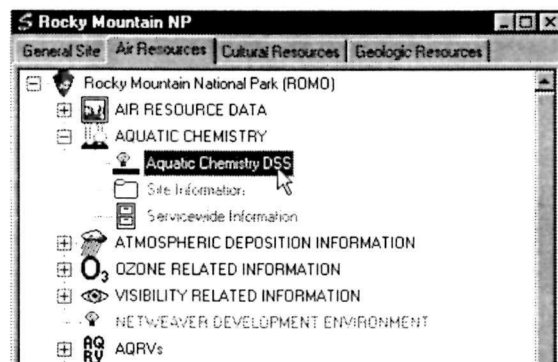 Rocky Mountain NP
General Site Air Resources Cultural Resources Geologic Resources
Rocky Mountain National Park (ROMO)
AIR RESOURCE DATA
AQUATIC CHEMISTRY
Aquatic Chemistry DSS
Site Information
Servicewide Information
ATMOSPHERIC DEPOSITION INFORMATION
O3 OZONE RELATED INFORMATION
VISIBILITY RELATED INFORMATION
NETWEAVER DEVELOPMENT ENVIRONMENT
AQRV AQRVs